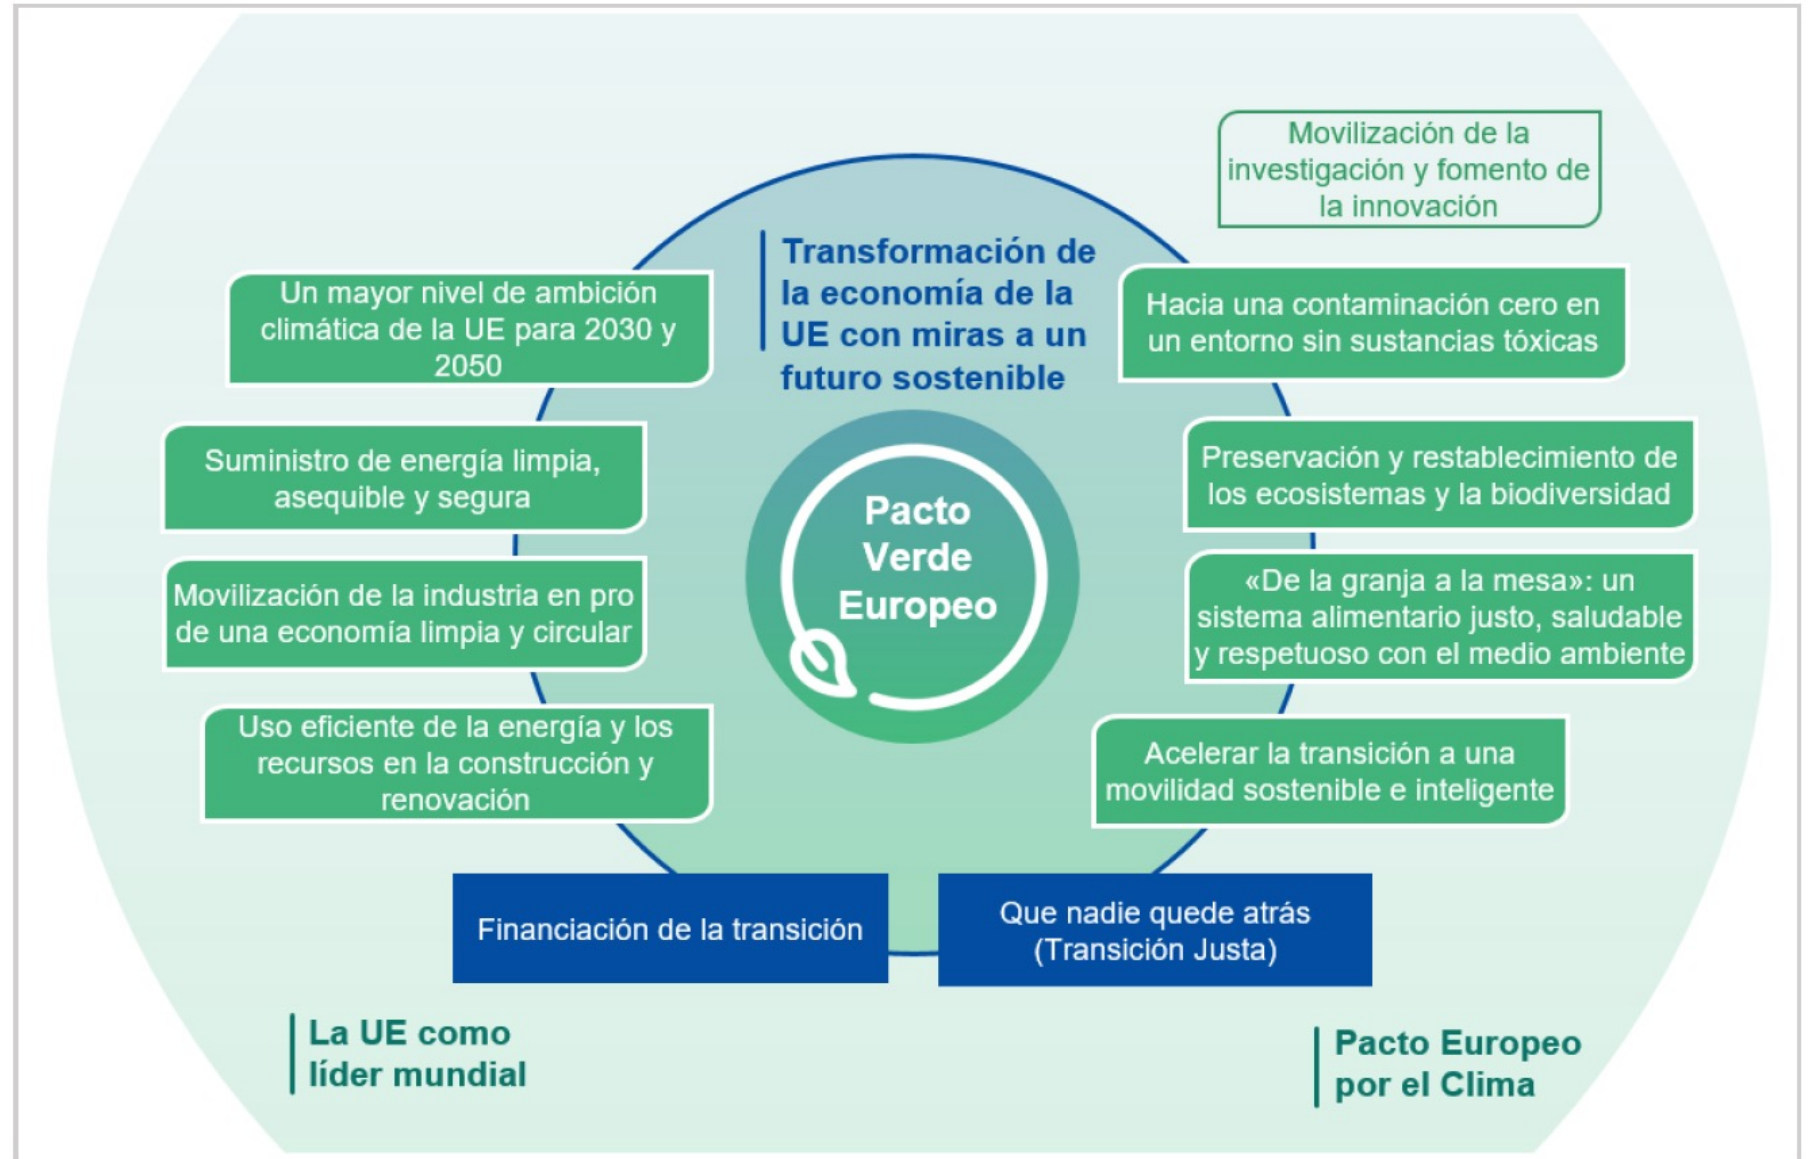 Movilización de la
investigación y fomento de
la innovación
Transformación de
la economía de la
UE con miras a un
futuro sostenible
Un mayor nivel de ambición
climática de la UE para 2030 y
2050
Hacia una contaminación cero en
un entorno sin sustancias tóxicas
Suministro de energía limpia,
asequible y segura
Preservación y restablecimiento de
los ecosistemas y la biodiversidad
Pacto
Verde
Europeo
Movilización de la industria en pro
de una economía limpia y circular
«De la granja a la mesa»: un
sistema alimentario justo, saludable
y respetuoso con el medio ambiente
Uso eficiente de la energía y los
recursos en la construcción y
renovación
Acelerar la transición a una
movilidad sostenible e inteligente
Financiación de la transición
Que nadie quede atrás
(Transición Justa)
La UE como
líder mundial
Pacto Europeo
por el Clima